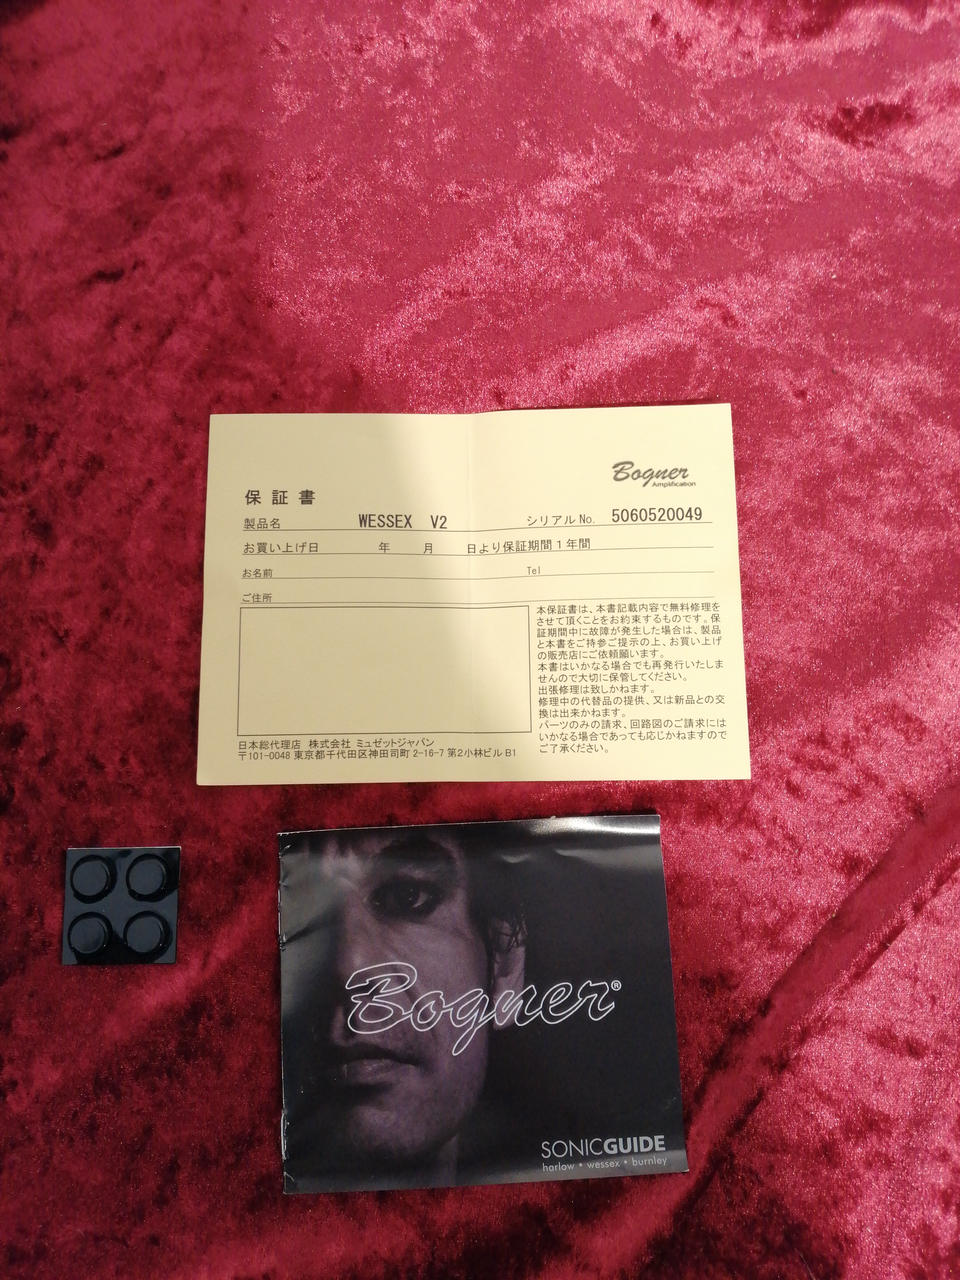 Bogner
Amplification
保証書
製品名 WESSEX V2 シリアルNo. 5060520049
お買い上げ日 年 月 日より保証期間1年間
お名前 Tel
ご住所
本保証書は、本書記載内容で無料修理を
させて頂くことをお約束するものです。保
証期間中に故障が発生した場合は、製品
と本書をご持参ご提示の上、お買い上げ
の販売店にご依頼願います。
本書はいかなる場合でも再発行いたしま
せんので大切に保管してください。
出張修理は致しかねます。
修理中の代替品の提供、又は新品との交
換は出来かねます。
パーツのみの請求、回路図のご請求には
いかなる場合であっても応じかねますので
ご了承ください。
日本総代理店 株式会社 ミュゼットジャパン
〒101-0048 東京都千代田区神田司町 2-16-7 第2小林ビル B1
Bogner®
SONICGUIDE
harlow • wessex • burnley